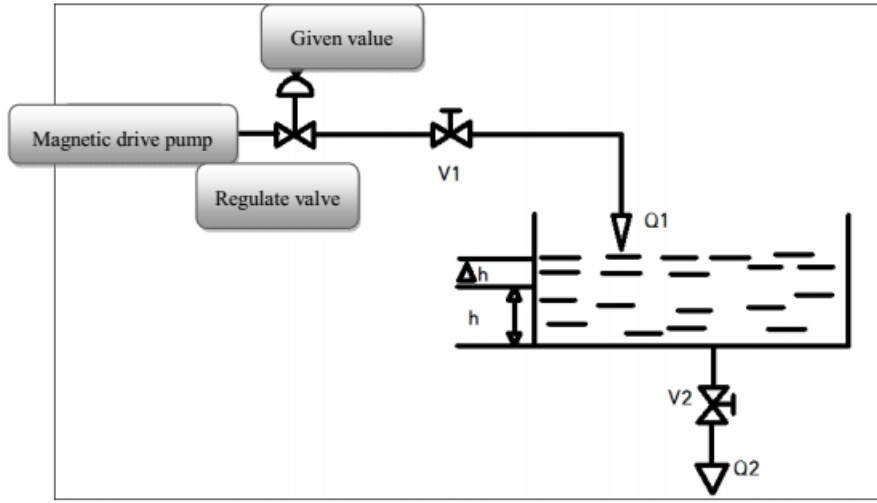 Given value
Magnetic drive pump
Regulate valve
V1
Q1
Δh
h
V2
Q2